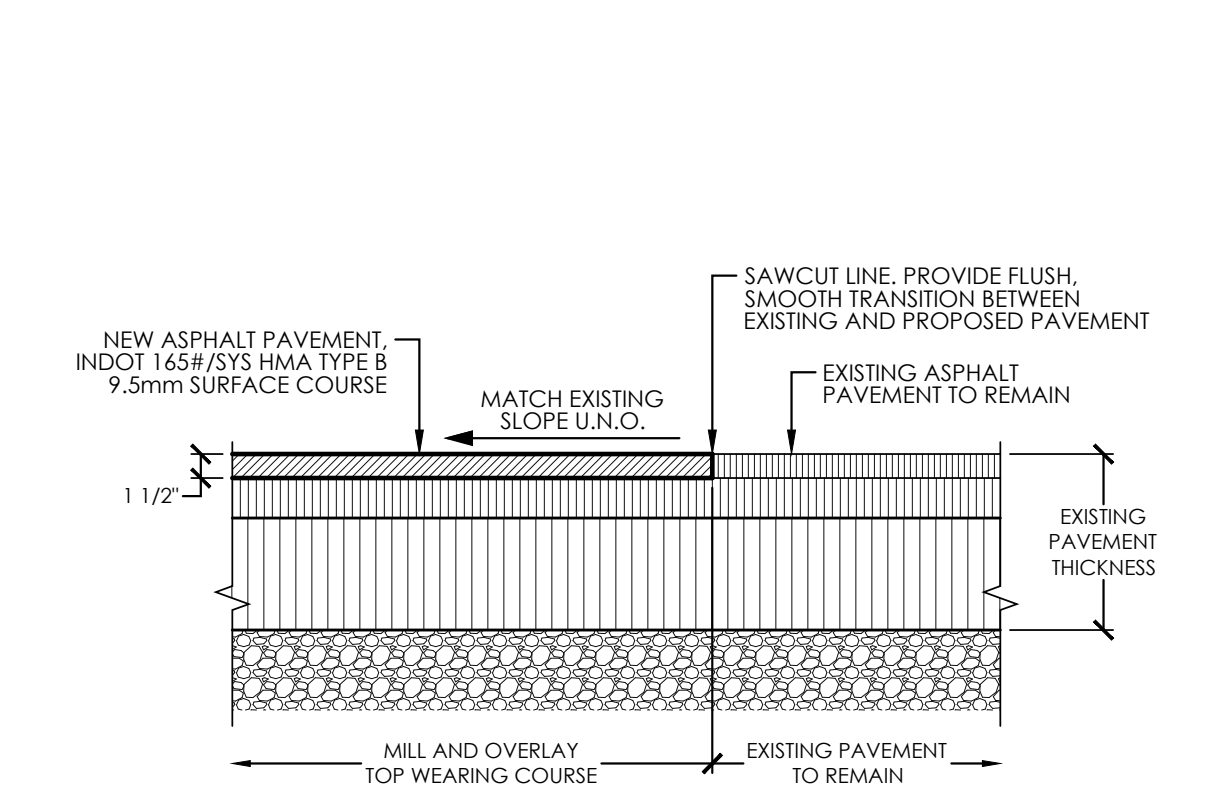 SAWCUT LINE. PROVIDE FLUSH,
SMOOTH TRANSITION BETWEEN
EXISTING AND PROPOSED PAVEMENT
NEW ASPHALT PAVEMENT,
INDOT 165#/SYS HMA TYPE B
9.5mm SURFACE COURSE
EXISTING ASPHALT
PAVEMENT TO REMAIN
MATCH EXISTING
SLOPE U.N.O.
1 1/2"
EXISTING
PAVEMENT
THICKNESS
MILL AND OVERLAY
TOP WEARING COURSE
EXISTING PAVEMENT
TO REMAIN